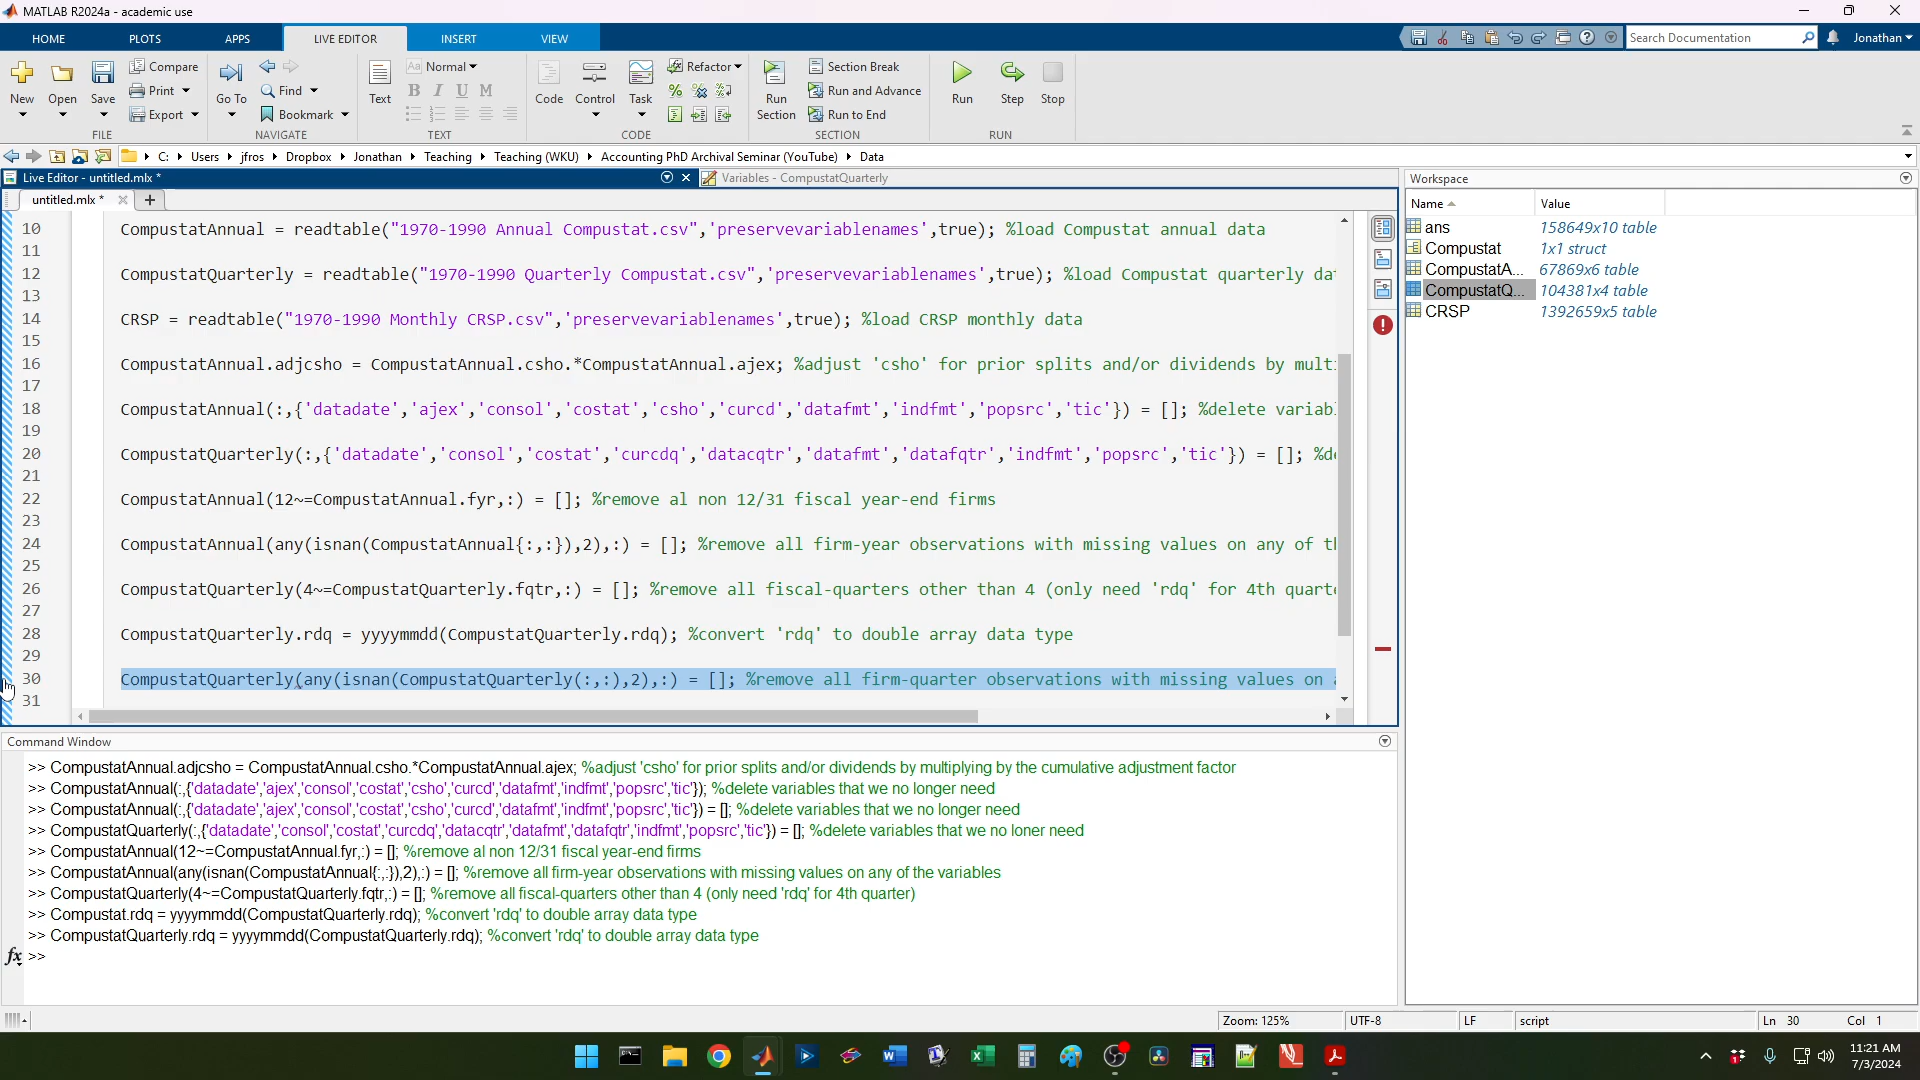 MATLAB R2024a - academic use
HOME PLOTS APPS LIVE EDITOR INSERT VIEW Search Documentation Jonathan
New Open Save Compare Print Export Go To Find Bookmark Text Aa Normal B I U M Code Control Task Refactor Run Section Section Break Run and Advance Run to End Run Step Stop
FILE NAVIGATE TEXT CODE SECTION RUN
C: Users jfros Dropbox Jonathan Teaching Teaching (WKU) Accounting PhD Archival Seminar (YouTube) Data
Live Editor - untitled.mlx *
Variables - CompustatQuarterly
untitled.mlx *
10 CompustatAnnual = readtable("1970-1990 Annual Compustat.csv",'preservevariablenames',true); %load Compustat annual data
11
12 CompustatQuarterly = readtable("1970-1990 Quarterly Compustat.csv",'preservevariablenames',true); %load Compustat quarterly dat
13
14 CRSP = readtable("1970-1990 Monthly CRSP.csv",'preservevariablenames',true); %load CRSP monthly data
15
16 CompustatAnnual.adjcsho = CompustatAnnual.csho.*CompustatAnnual.ajex; %adjust 'csho' for prior splits and/or dividends by multi
17
18 CompustatAnnual(:,{'datadate','ajex','consol','costat','csho','curcd','datafmt','indfmt','popsrc','tic'}) = []; %delete variabl
19
20 CompustatQuarterly(:,{'datadate','consol','costat','curcdq','datacqtr','datafmt','datafqtr','indfmt','popsrc','tic'}) = []; %de
21
22 CompustatAnnual(12~=CompustatAnnual.fyr,:) = []; %remove al non 12/31 fiscal year-end firms
23
24 CompustatAnnual(any(isnan(CompustatAnnual{:,:}),2),:) = []; %remove all firm-year observations with missing values on any of th
25
26 CompustatQuarterly(4~=CompustatQuarterly.fqtr,:) = []; %remove all fiscal-quarters other than 4 (only need 'rdq' for 4th quarte
27
28 CompustatQuarterly.rdq = yyyymmdd(CompustatQuarterly.rdq); %convert 'rdq' to double array data type
29
30 CompustatQuarterly(any(isnan(CompustatQuarterly(:,:),2),:) = []; %remove all firm-quarter observations with missing values on a
31
Workspace
Name Value
ans 158649x10 table
Compustat 1x1 struct
CompustatA... 67869x6 table
CompustatQ... 104381x4 table
CRSP 1392659x5 table
Command Window
>> CompustatAnnual.adjcsho = CompustatAnnual.csho.*CompustatAnnual.ajex; %adjust 'csho' for prior splits and/or dividends by multiplying by the cumulative adjustment factor
>> CompustatAnnual(:,{'datadate','ajex','consol','costat','csho','curcd','datafmt','indfmt','popsrc','tic'}); %delete variables that we no longer need
>> CompustatAnnual(:,{'datadate','ajex','consol','costat','csho','curcd','datafmt','indfmt','popsrc','tic'}) = []; %delete variables that we no longer need
>> CompustatQuarterly(:,{'datadate','consol','costat','curcdq','datacqtr','datafmt','datafqtr','indfmt','popsrc','tic'}) = []; %delete variables that we no loner need
>> CompustatAnnual(12~=CompustatAnnual.fyr,:) = []; %remove al non 12/31 fiscal year-end firms
>> CompustatAnnual(any(isnan(CompustatAnnual{:,:}),2),:) = []; %remove all firm-year observations with missing values on any of the variables
>> CompustatQuarterly(4~=CompustatQuarterly.fqtr,:) = []; %remove all fiscal-quarters other than 4 (only need 'rdq' for 4th quarter)
>> Compustat.rdq = yyyymmdd(CompustatQuarterly.rdq); %convert 'rdq' to double array data type
>> CompustatQuarterly.rdq = yyyymmdd(CompustatQuarterly.rdq); %convert 'rdq' to double array data type
fx >>
Zoom: 125% UTF-8 LF script Ln 30 Col 1
11:21 AM
7/3/2024